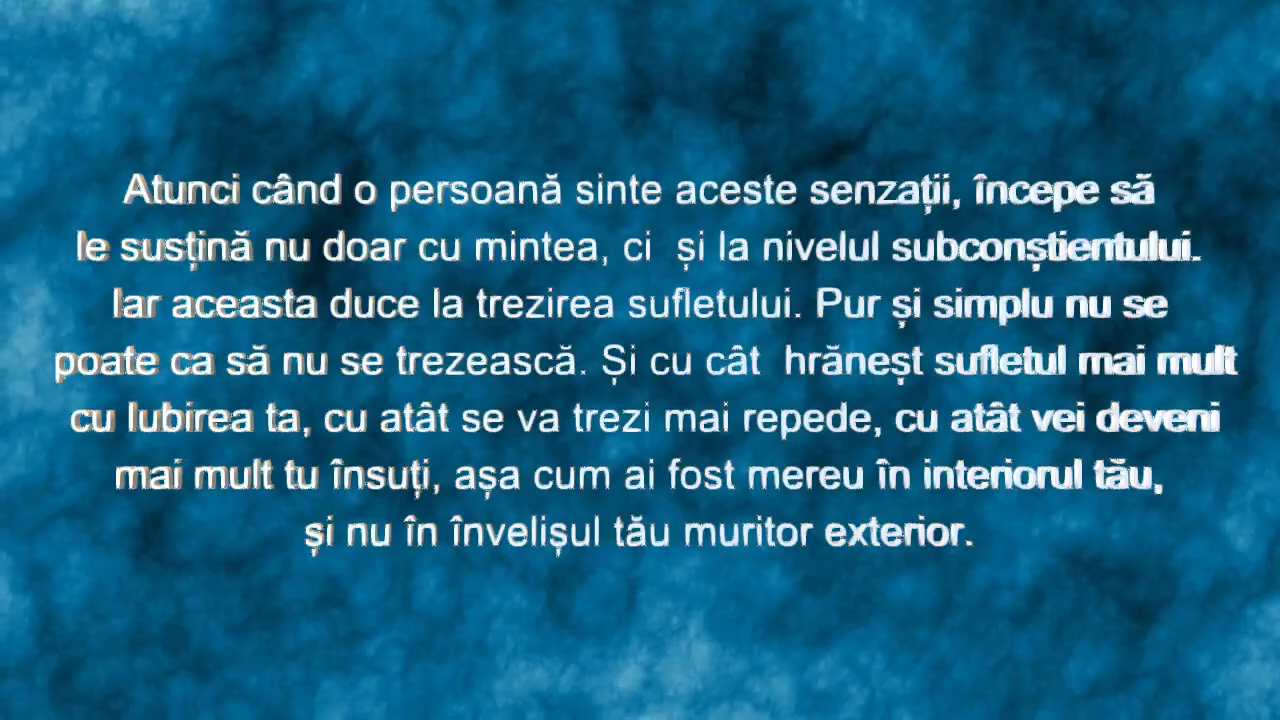 Atunci când o persoană sinte aceste senzații, începe să
le susțină nu doar cu mintea, ci și la nivelul subconștientului.
Iar aceasta duce la trezirea sufletului. Pur și simplu nu se
poate ca să nu se trezească. Și cu cât hrănești sufletul mai mult
cu Iubirea ta, cu atât se va trezi mai repede, cu atât vei deveni
mai mult tu însuți, așa cum ai fost mereu în interiorul tău,
și nu în învelișul tău muritor exterior.